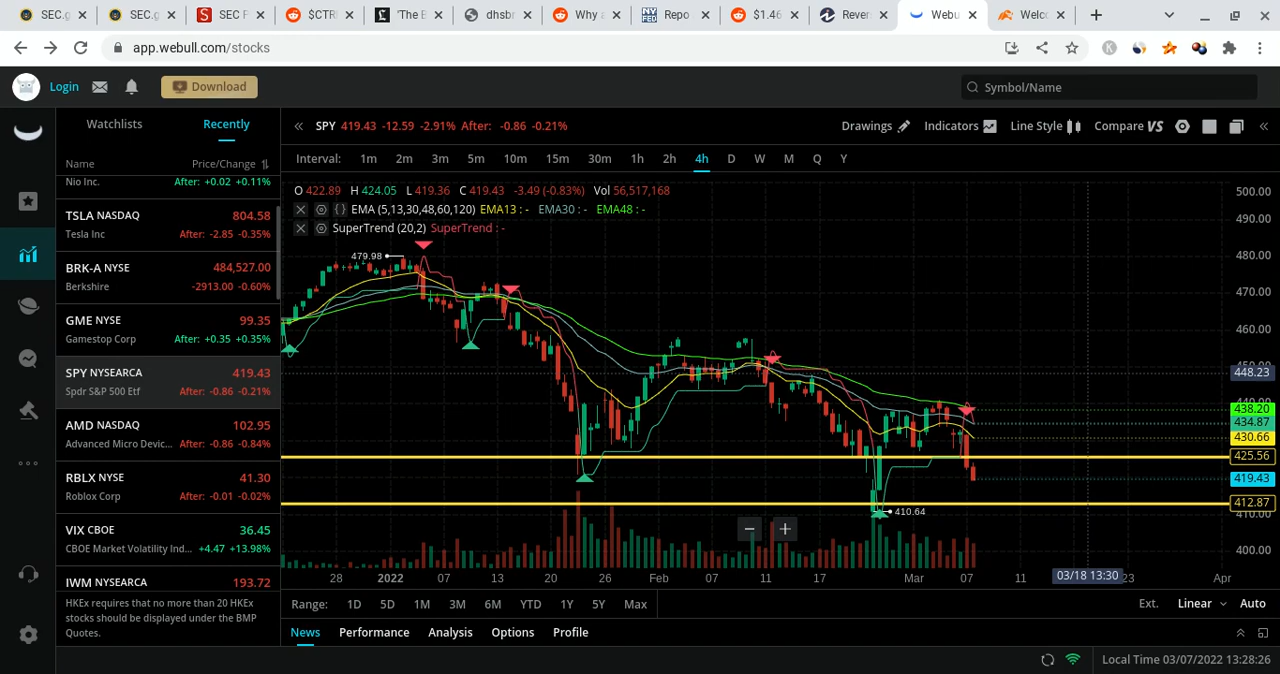 SEC.g
SEC.g
SEC F
$CTRI
'The E
dhsbr
Why a
NY FED Repo
$1.46
Rever
Webu
Welco
app.webull.com/stocks
K
Login
Download
Symbol/Name
Watchlists
Recently
SPY 419.43 -12.59 -2.91% After: -0.86 -0.21%
Drawings
Indicators
Line Style
Compare VS
Name
Price/Change
Interval: 1m 2m 3m 5m 10m 15m 30m 1h 2h 4h D W M Q Y
Nio Inc.
After: +0.02 +0.11%
O 422.89 H 424.05 L 419.36 C 419.43 -3.49 (-0.83%) Vol 56,517,168
EMA (5,13,30,48,60,120) EMA13 : - EMA30 : - EMA48 : -
SuperTrend (20,2) SuperTrend : -
TSLA NASDAQ 804.58
Tesla Inc After: -2.85 -0.35%
BRK-A NYSE 484,527.00
Berkshire -2913.00 -0.60%
GME NYSE 99.35
Gamestop Corp After: +0.35 +0.35%
SPY NYSEARCA 419.43
Spdr S&P 500 Etf After: -0.86 -0.21%
AMD NASDAQ 102.95
Advanced Micro Devic... After: -0.86 -0.84%
RBLX NYSE 41.30
Roblox Corp After: -0.01 -0.02%
VIX CBOE 36.45
CBOE Market Volatility Ind... +4.47 +13.98%
IWM NYSEARCA 193.72
HKEx requires that no more than 20 HKEx
stocks should be displayed under the BMP
Quotes.
479.98
410.64
500.00
490.00
480.00
470.00
460.00
450.00
448.23
440.00
438.20
434.87
430.66
425.56
419.43
412.87
410.00
400.00
28 2022 07 13 20 26 Feb 07 11 17 Mar 07 11 03/18 13:30 23 Apr
Range: 1D 5D 1M 3M 6M YTD 1Y 5Y Max
Ext. Linear Auto
News Performance Analysis Options Profile
Local Time 03/07/2022 13:28:26